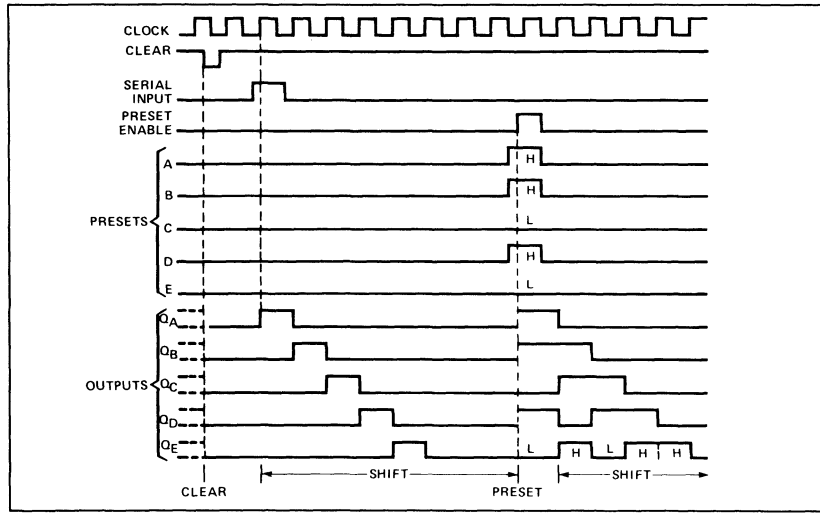 CLOCK
CLEAR
SERIAL
INPUT
PRESET
ENABLE
A H
B H
PRESETS C L
D H
E L
QA
QB
OUTPUTS QC
QD
QE L H L H H
SHIFT SHIFT
CLEAR PRESET